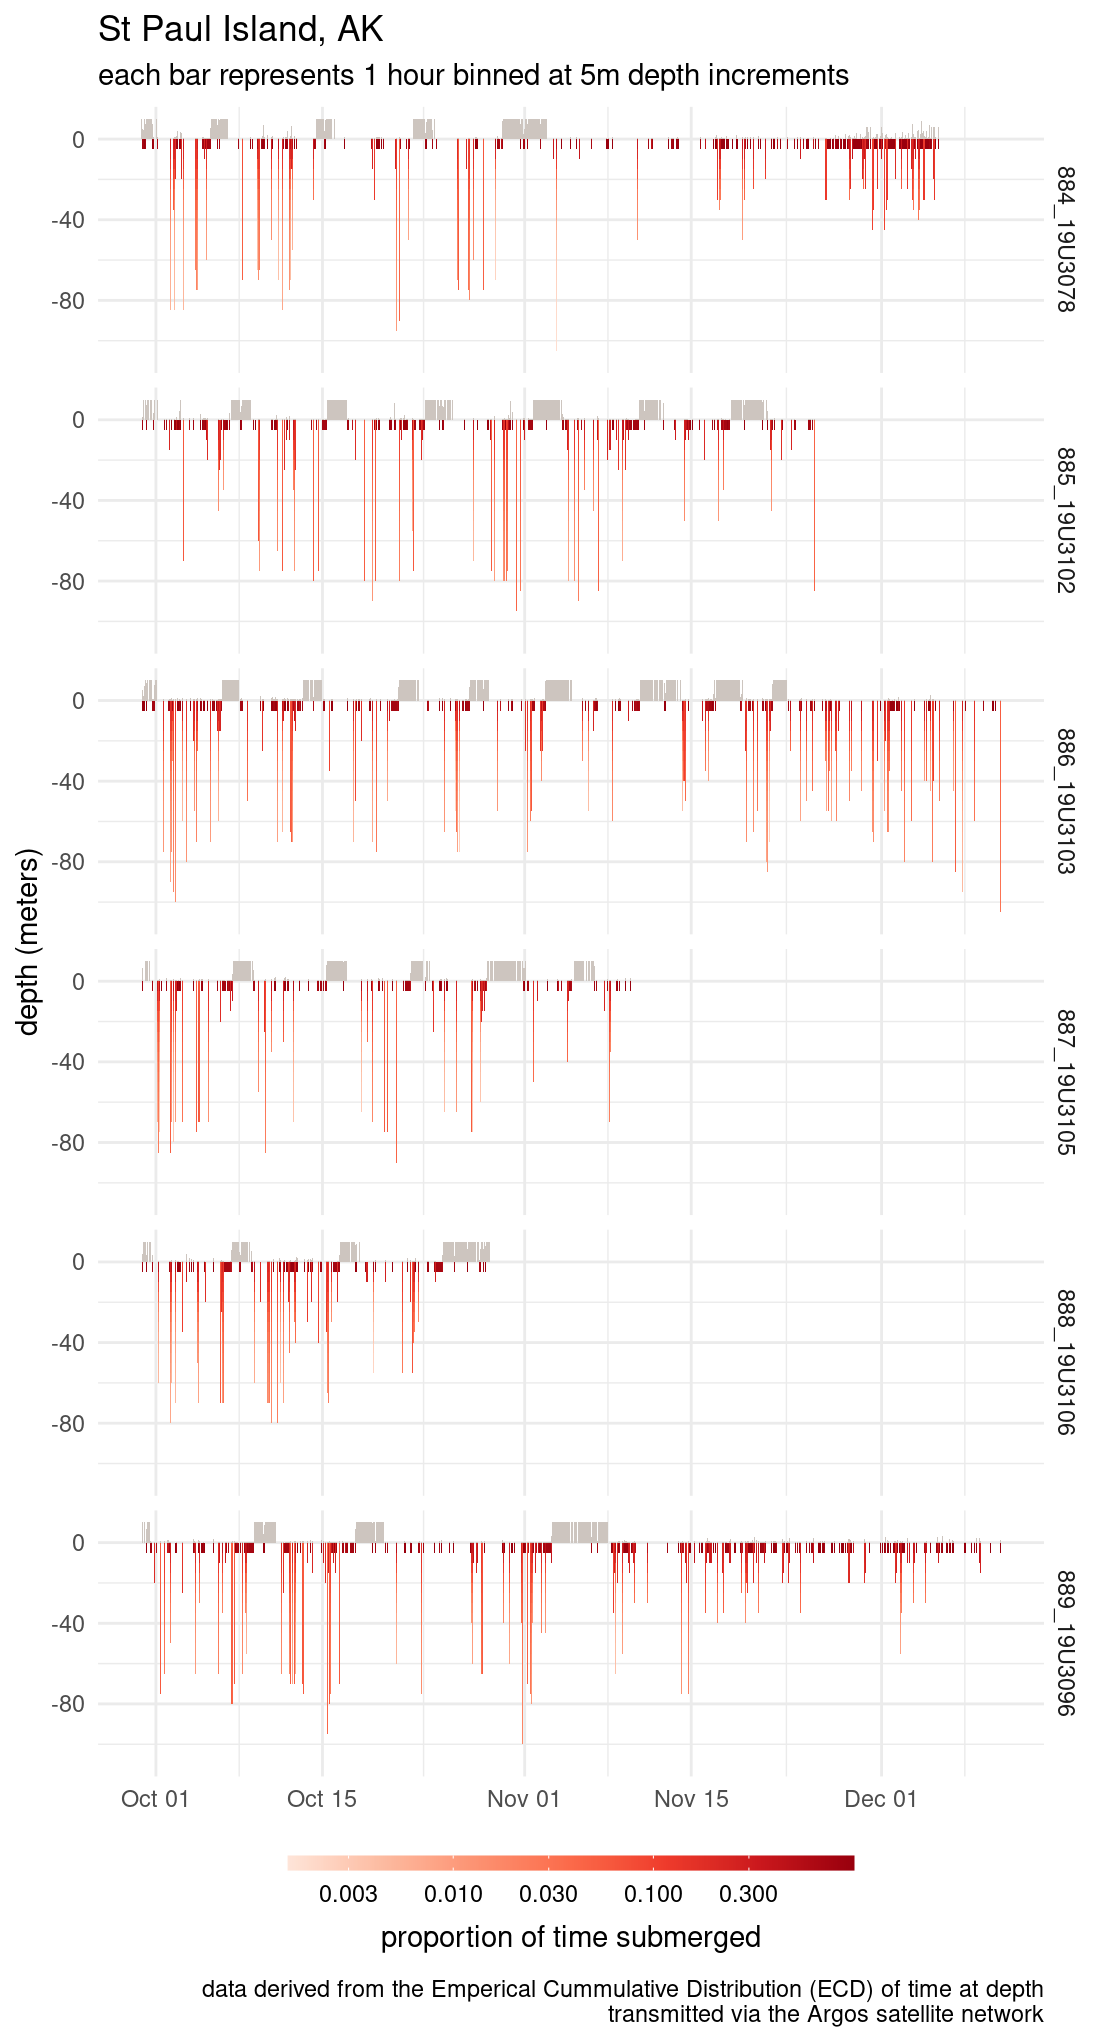 St Paul Island, AK
each bar represents 1 hour binned at 5m depth increments
0
-40
-80
884_19U3078
0
-40
-80
885_19U3102
0
-40
-80
886_19U3103
depth (meters)
0
-40
-80
887_19U3105
0
-40
-80
888_19U3106
0
-40
-80
889_19U3096
Oct 01 Oct 15 Nov 01 Nov 15 Dec 01
0.003 0.010 0.030 0.100 0.300
proportion of time submerged
data derived from the Emperical Cummulative Distribution (ECD) of time at depth
transmitted via the Argos satellite network